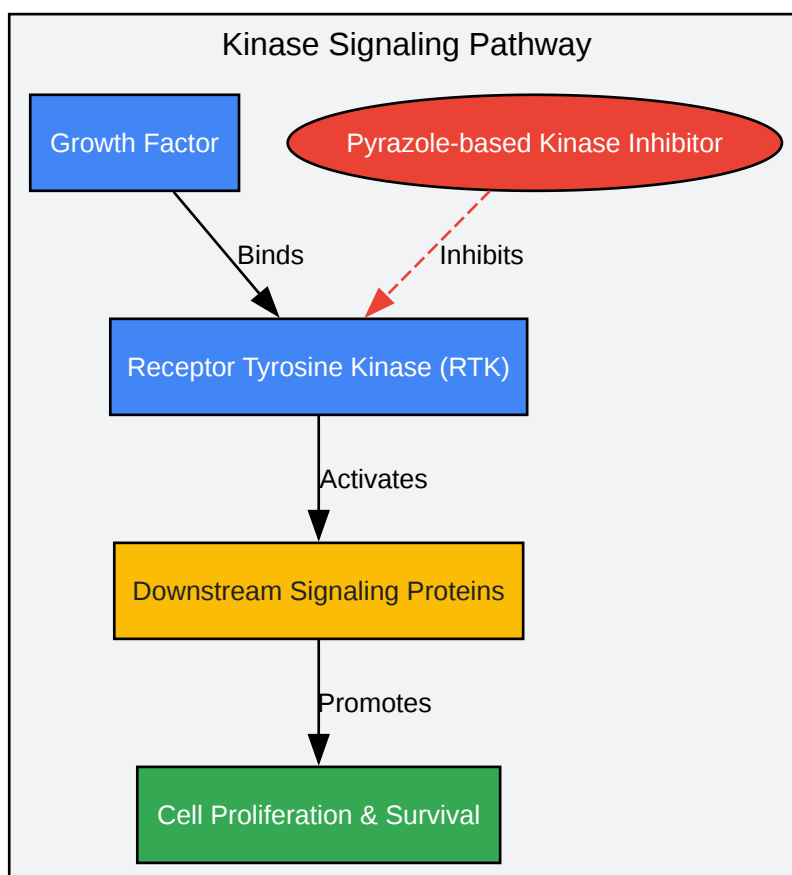 Kinase Signaling Pathway
Growth Factor
Pyrazole-based Kinase Inhibitor
Binds
Inhibits
Receptor Tyrosine Kinase (RTK)
Activates
Downstream Signaling Proteins
Promotes
Cell Proliferation & Survival